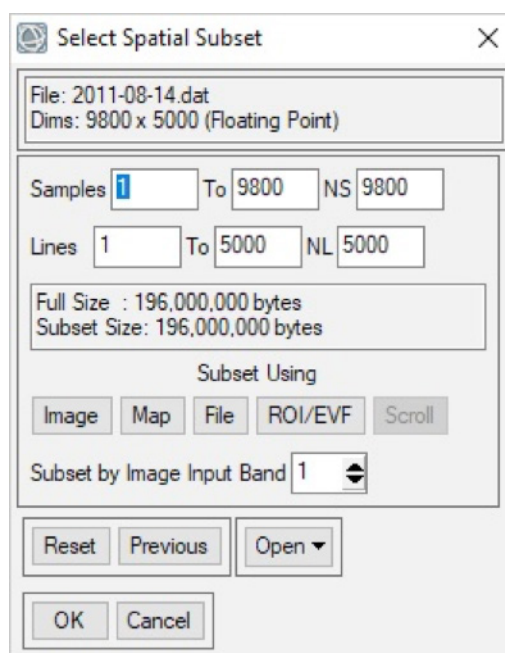 Select Spatial Subset
File: 2011-08-14.dat
Dims: 9800 x 5000 (Floating Point)
Samples 1 To 9800 NS 9800
Lines 1 To 5000 NL 5000
Full Size : 196,000,000 bytes
Subset Size: 196,000,000 bytes
Subset Using
Image Map File ROI/EVF Scroll
Subset by Image Input Band 1
Reset Previous Open
OK Cancel